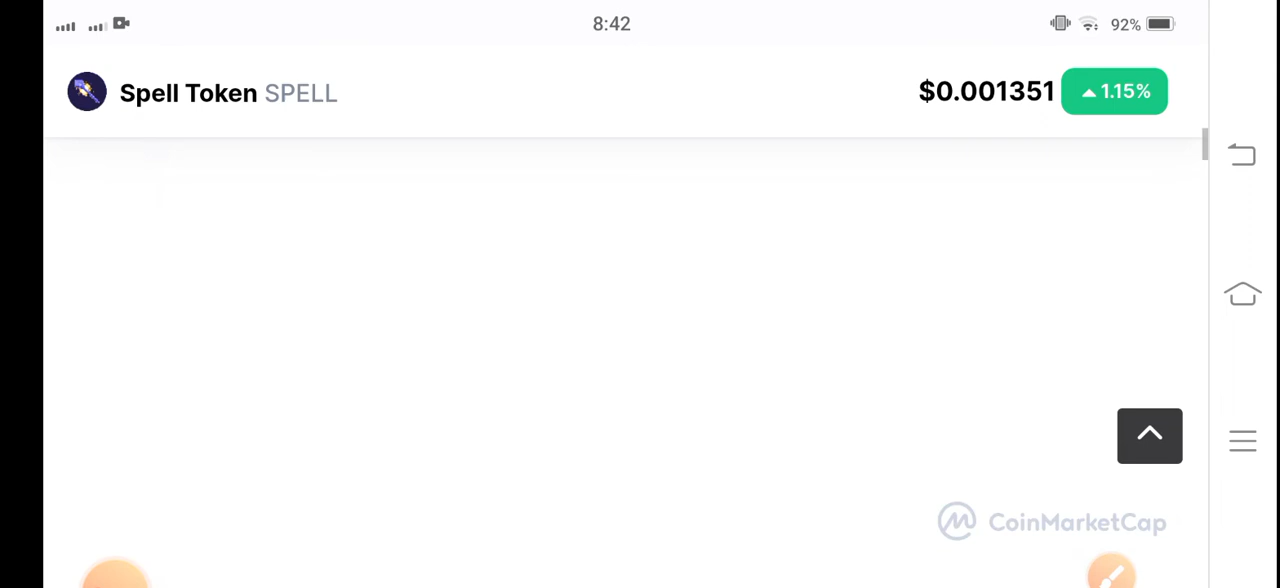 8:42
92%
Spell Token SPELL
$0.001351
1.15%
CoinMarketCap